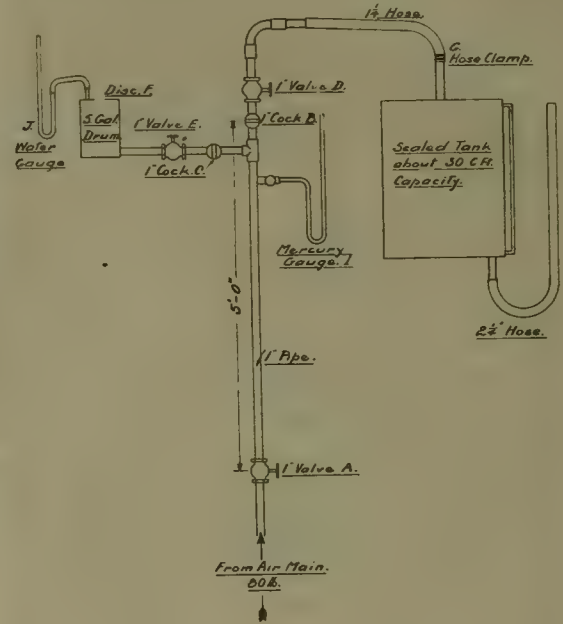 1¼" Hose.
G.
Hose Clamp.
Disc. F.
1" Valve D.
5. Gal.
Drum.
1" Valve E.
1" Cock B.
J.
Water
Gauge
1" Cock. C.
Sealed Tank
about 30 C.Ft.
Capacity.
Mercury
Gauge. I
5'-0"
2¼" Hose.
1" Pipe.
1" Valve A.
From Air Main.
80 lb.